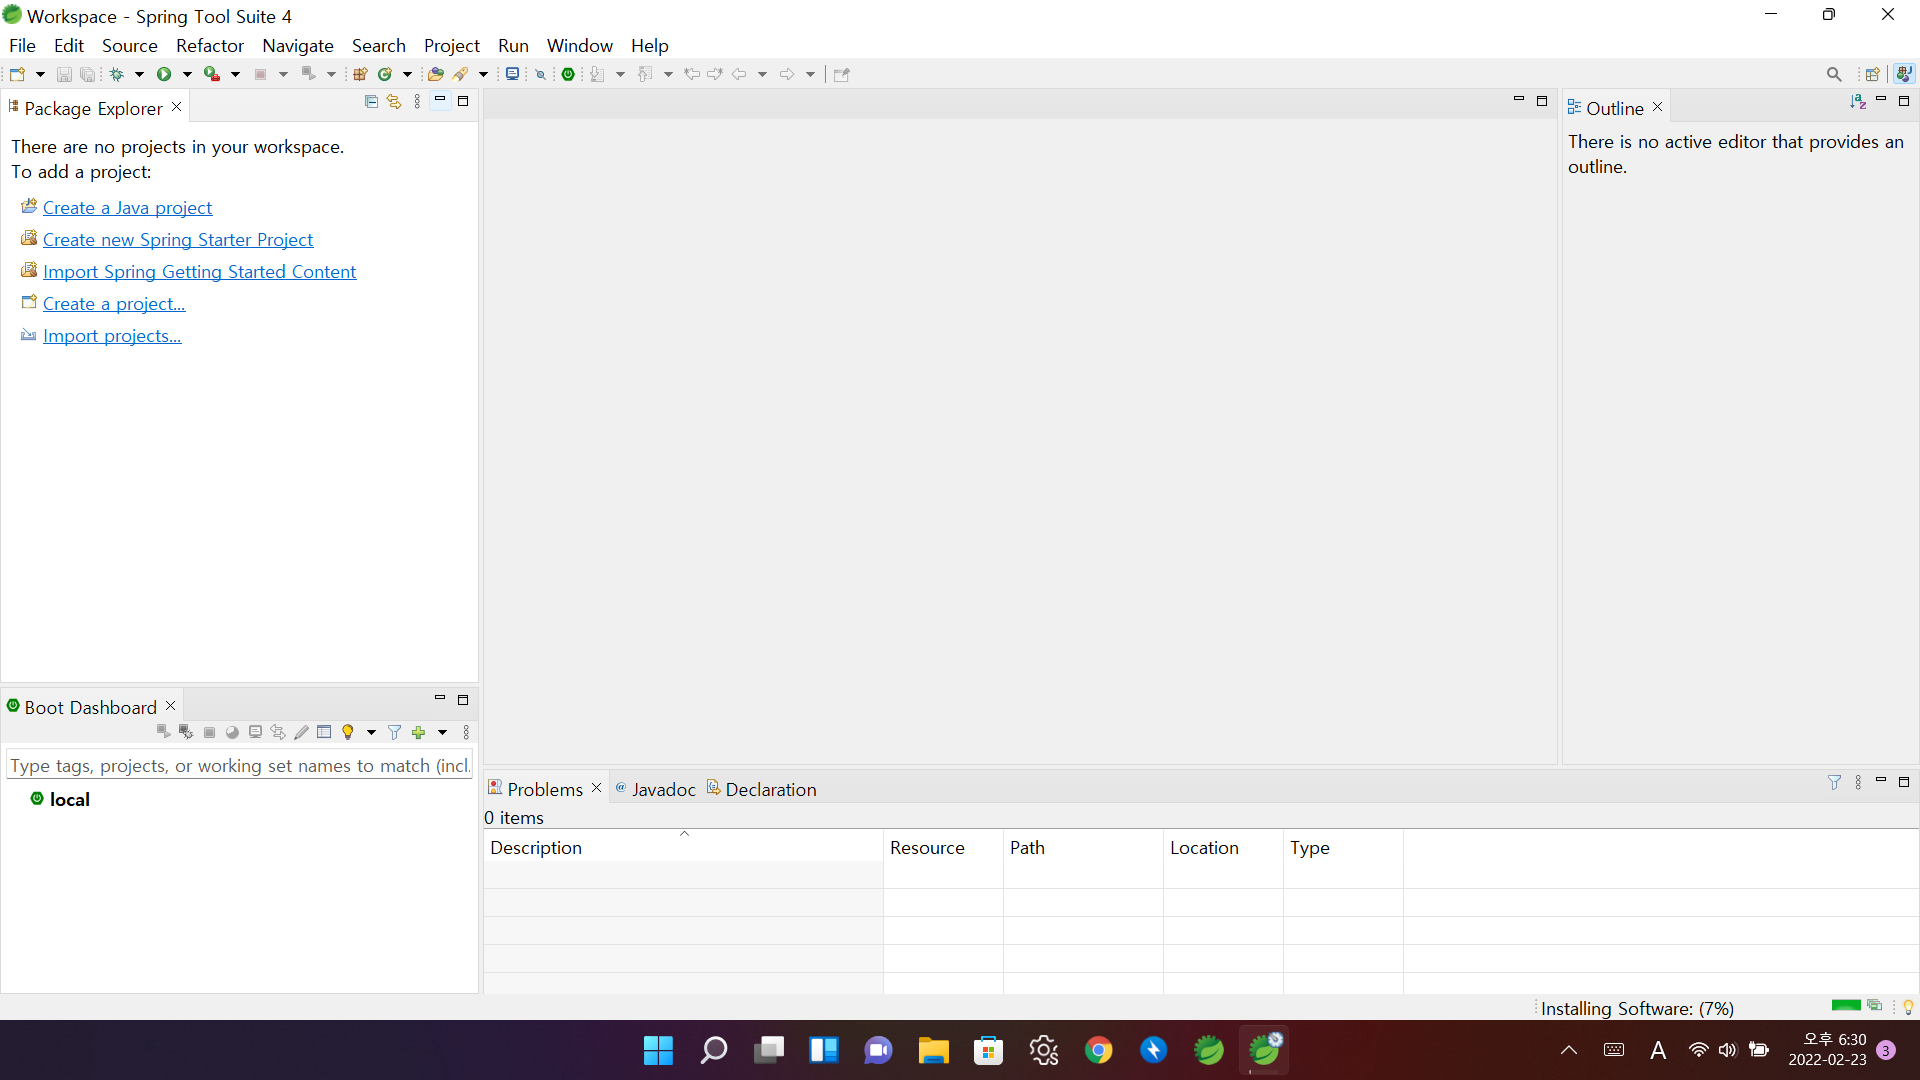 Workspace - Spring Tool Suite 4
File Edit Source Refactor Navigate Search Project Run Window Help
Package Explorer
There are no projects in your workspace.
To add a project:
Create a Java project
Create new Spring Starter Project
Import Spring Getting Started Content
Create a project...
Import projects...
Outline
There is no active editor that provides an
outline.
Boot Dashboard
Type tags, projects, or working set names to match (incl.
local
Problems @ Javadoc Declaration
0 items
Description Resource Path Location Type
Installing Software: (7%)
A
오후 6:30
2022-02-23
3